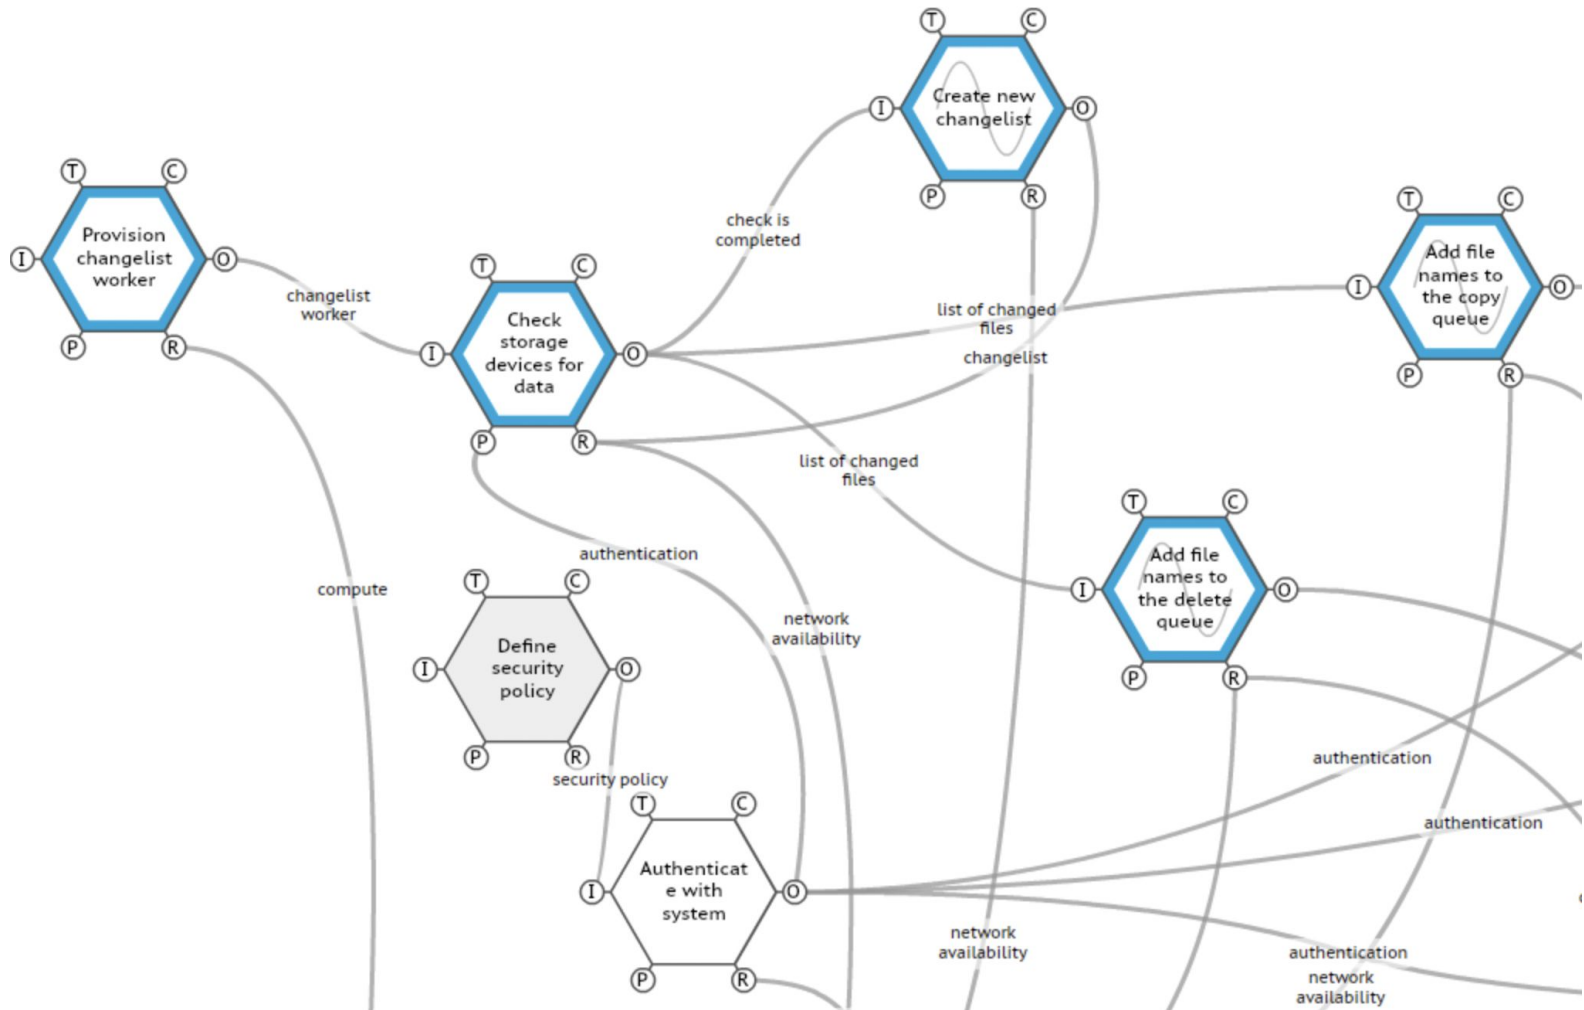 T
C
Create new
changelist
I
O
P
R
T
C
Provision
changelist
worker
I
O
P
R
changelist
worker
check is
completed
T
C
Check
storage
devices for
data
I
O
P
R
list of changed
files
changelist
T
C
Add file
names to
the copy
queue
I
O
P
R
list of changed
files
authentication
compute
network
availability
T
C
Define
security
policy
I
O
P
R
security policy
T
C
Add file
names to
the delete
queue
I
O
P
R
T
C
Authenticat
e with
system
I
O
P
R
authentication
authentication
network
availability
authentication
network
availability